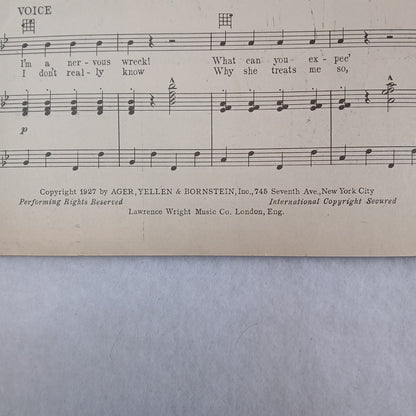 VOICE
I'm a ner - vous wreck! What can you ex - pec'
I don't real - ly know Why she treats me so,
A A
p
Copyright 1927 by AGER, YELLEN & BORNSTEIN, Inc., 745 Seventh Ave., New York City
Performing Rights Reserved International Copyright Secured
Lawrence Wright Music Co. London, Eng.